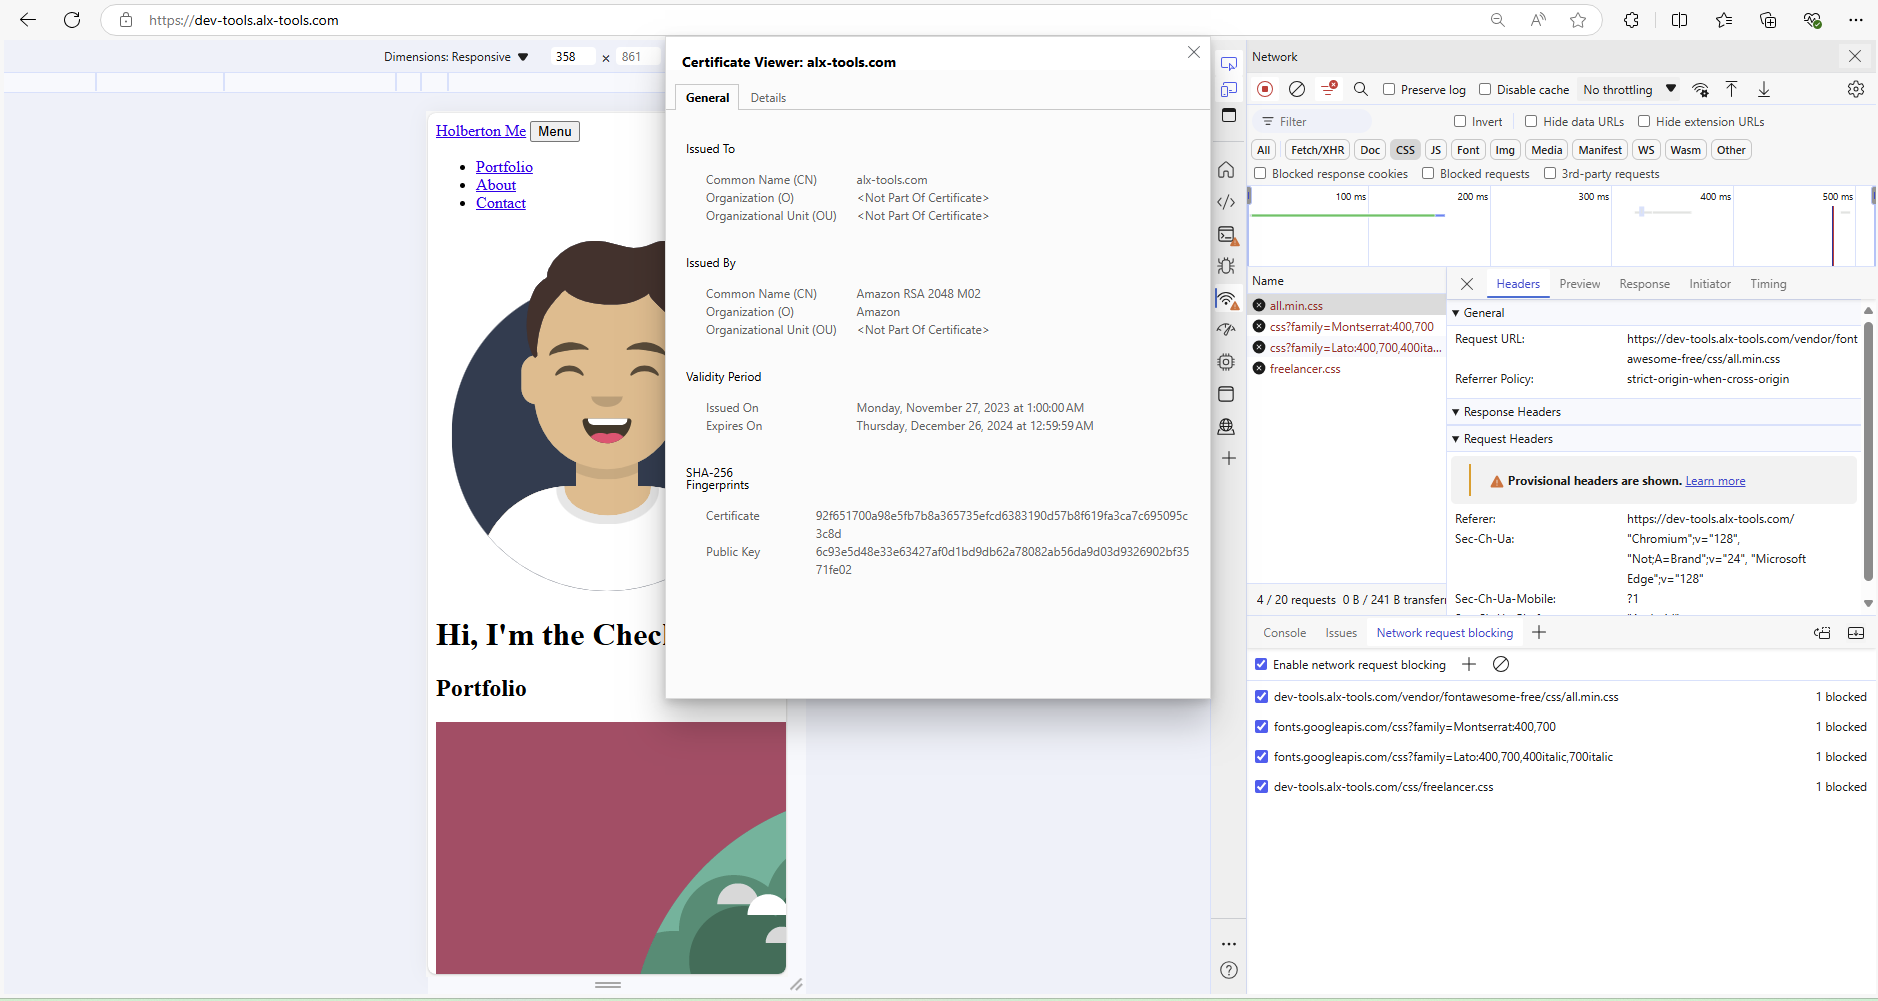 https://dev-tools.alx-tools.com
Dimensions: Responsive 358 × 861
Holberton Me Menu
Portfolio
About
Contact
Hi, I'm the Chec
Portfolio
Certificate Viewer: alx-tools.com
General Details
Issued To
Common Name (CN) alx-tools.com
Organization (O) <Not Part Of Certificate>
Organizational Unit (OU) <Not Part Of Certificate>
Issued By
Common Name (CN) Amazon RSA 2048 M02
Organization (O) Amazon
Organizational Unit (OU) <Not Part Of Certificate>
Validity Period
Issued On Monday, November 27, 2023 at 1:00:00 AM
Expires On Thursday, December 26, 2024 at 12:59:59 AM
SHA-256
Fingerprints
Certificate 92f651700a98e5fb7b8a365735efcd6383190d57b8f619fa3ca7c695095c
3c8d
Public Key 6c93e5d48e33e63427af0d1bd9db62a78082ab56da9d03d9326902bf35
71fe02
Network
Preserve log Disable cache No throttling
Filter Invert Hide data URLs Hide extension URLs
All Fetch/XHR Doc CSS JS Font Img Media Manifest WS Wasm Other
Blocked response cookies Blocked requests 3rd-party requests
100 ms 200 ms 300 ms 400 ms 500 ms
Name
all.min.css
css?family=Montserrat:400,700
css?family=Lato:400,700,400ita...
freelancer.css
4 / 20 requests 0 B / 241 B transferr
Headers Preview Response Initiator Timing
General
Request URL: https://dev-tools.alx-tools.com/vendor/font
awesome-free/css/all.min.css
Referrer Policy: strict-origin-when-cross-origin
Response Headers
Request Headers
Provisional headers are shown. Learn more
Referer: https://dev-tools.alx-tools.com/
Sec-Ch-Ua: "Chromium";v="128",
"Not;A=Brand";v="24", "Microsoft
Edge";v="128"
Sec-Ch-Ua-Mobile: ?1
Console Issues Network request blocking
Enable network request blocking
dev-tools.alx-tools.com/vendor/fontawesome-free/css/all.min.css 1 blocked
fonts.googleapis.com/css?family=Montserrat:400,700 1 blocked
fonts.googleapis.com/css?family=Lato:400,700,400italic,700italic 1 blocked
dev-tools.alx-tools.com/css/freelancer.css 1 blocked